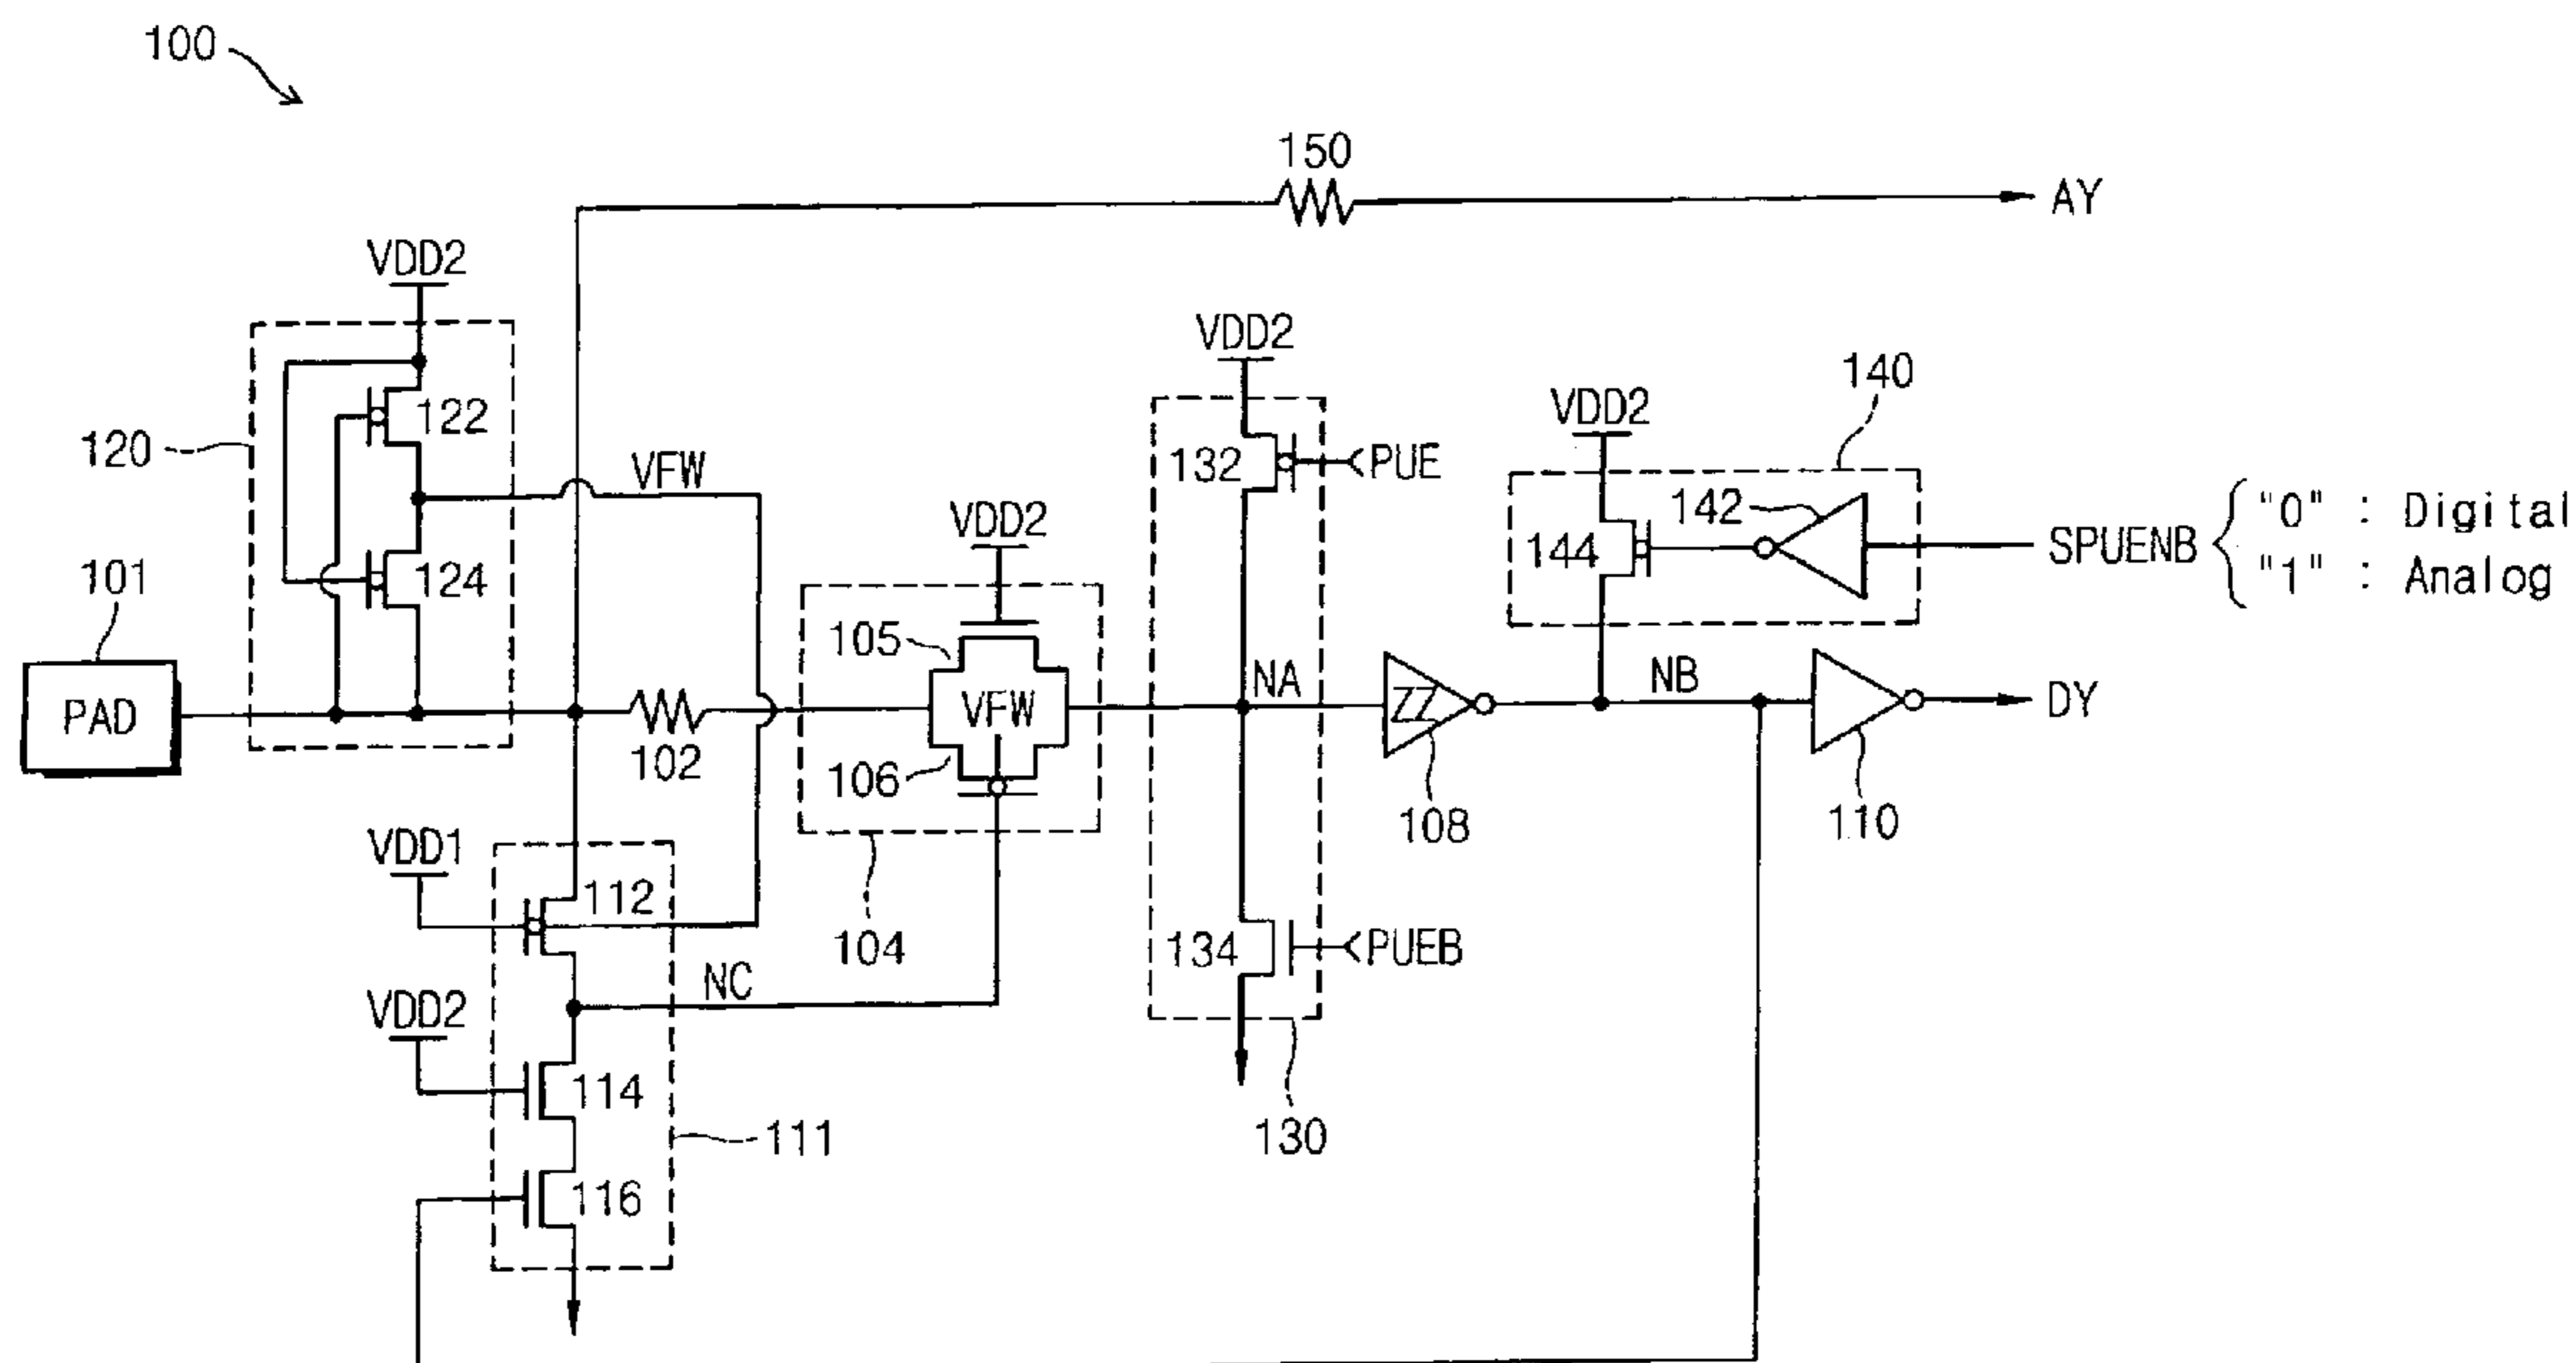 100
150
AY
VDD2
VDD2
140
VDD2
122
120
VFW
132
PUE
142
"0" : Digital
VDD2
144
SPUENB
101
124
"1" : Analog
105
PAD
VFW
NA
ZZ
NB
DY
102
106
108
110
VDD1
112
104
134
PUEB
NC
VDD2
114
111
130
116